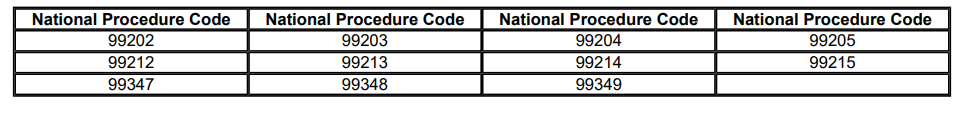 National Procedure Code National Procedure Code National Procedure Code National Procedure Code
99202 99203 99204 99205
99212 99213 99214 99215
99347 99348 99349